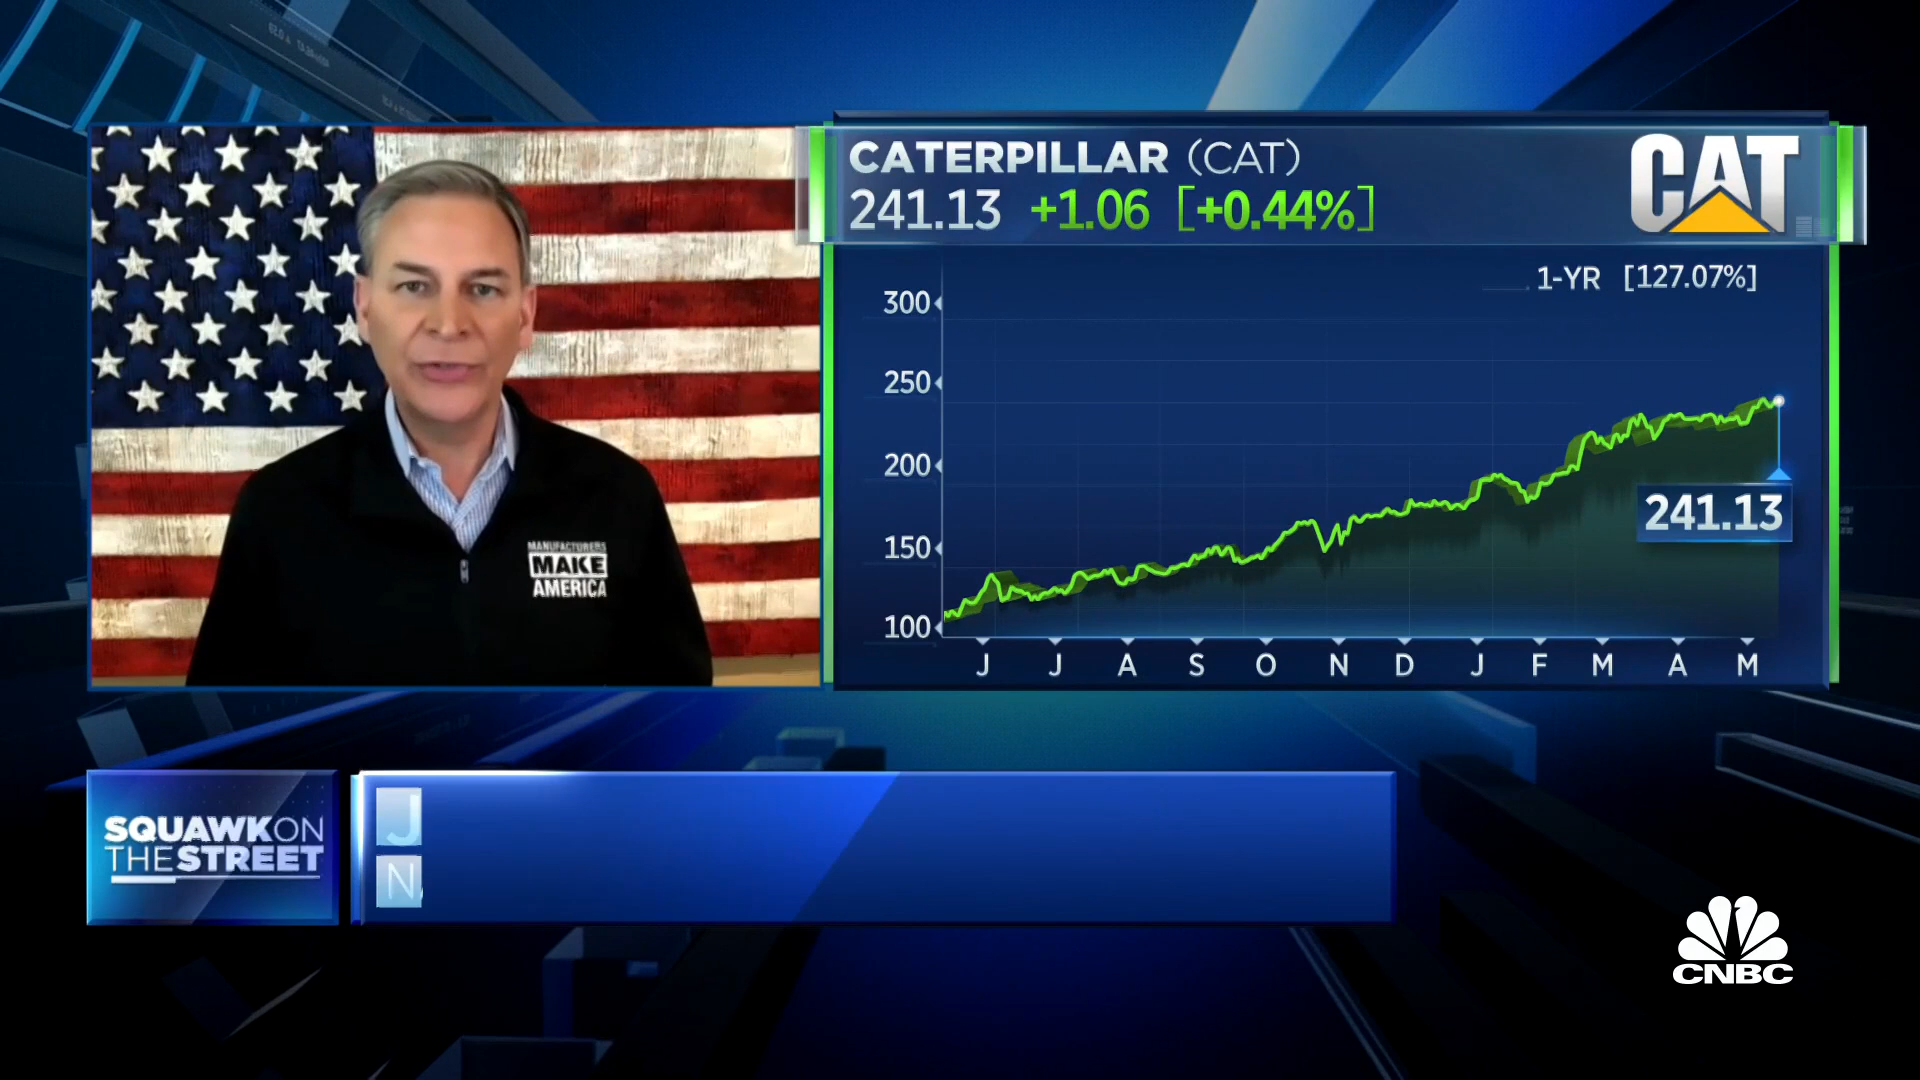 CATERPILLAR (CAT)
241.13 +1.06 [+0.44%]
CAT
1-YR [127.07%]
300
250
200
150
100
241.13
J J A S O N D J F M A M
MANUFACTURERS
MAKE
AMERICA
SQUAWK ON
THE STREET
J
N
CNBC